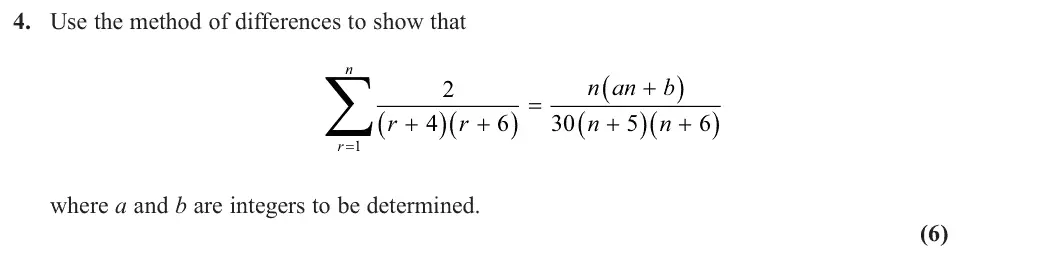 4. Use the method of differences to show that
n
∑ 2/((r + 4)(r + 6)) = n(an + b)/(30(n + 5)(n + 6))
r=1
where a and b are integers to be determined.
(6)